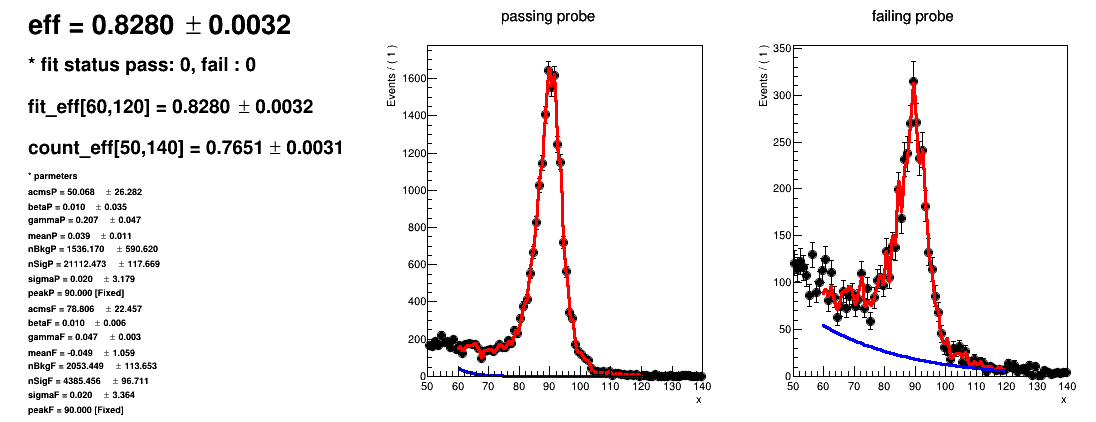 eff = 0.8280 ± 0.0032
* fit status pass: 0, fail : 0
fit_eff[60,120] = 0.8280 ± 0.0032
count_eff[50,140] = 0.7651 ± 0.0031
* parmeters
acmsP = 50.068 ± 26.282
betaP = 0.010 ± 0.035
gammaP = 0.207 ± 0.047
meanP = 0.039 ± 0.011
nBkgP = 1536.170 ± 590.620
nSigP = 21112.473 ± 117.669
sigmaP = 0.020 ± 3.179
peakP = 90.000 [Fixed]
acmsF = 78.806 ± 22.457
betaF = 0.010 ± 0.006
gammaF = 0.047 ± 0.003
meanF = -0.049 ± 1.059
nBkgF = 2053.449 ± 113.653
nSigF = 4385.456 ± 96.711
sigmaF = 0.020 ± 3.364
peakF = 90.000 [Fixed]
passing probe
Events / ( 1 )
1600
1400
1200
1000
800
600
400
200
0
50 60 70 80 90 100 110 120 130 140
x
failing probe
Events / ( 1 )
350
300
250
200
150
100
50
0
50 60 70 80 90 100 110 120 130 140
x